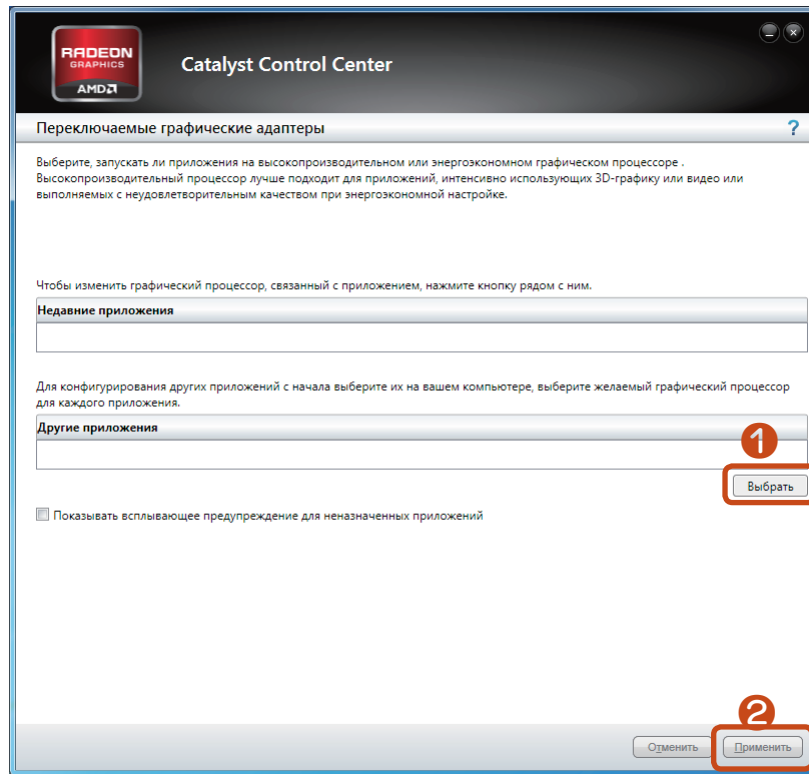 RADEON
GRAPHICS
AMD
Catalyst Control Center
Переключаемые графические адаптеры
?
Выберите, запускать ли приложения на высокопроизводительном или энергоэкономном графическом процессоре .
Высокопроизводительный процессор лучше подходит для приложений, интенсивно использующих 3D-графику или видео или
выполняемых с неудовлетворительным качеством при энергоэкономной настройке.
Чтобы изменить графический процессор, связанный с приложением, нажмите кнопку рядом с ним.
Недавние приложения
Для конфигурирования других приложений с начала выберите их на вашем компьютере, выберите желаемый графический процессор
для каждого приложения.
Другие приложения
1
Выбрать
Показывать всплывающее предупреждение для неназначенных приложений
2
Отменить
Применить